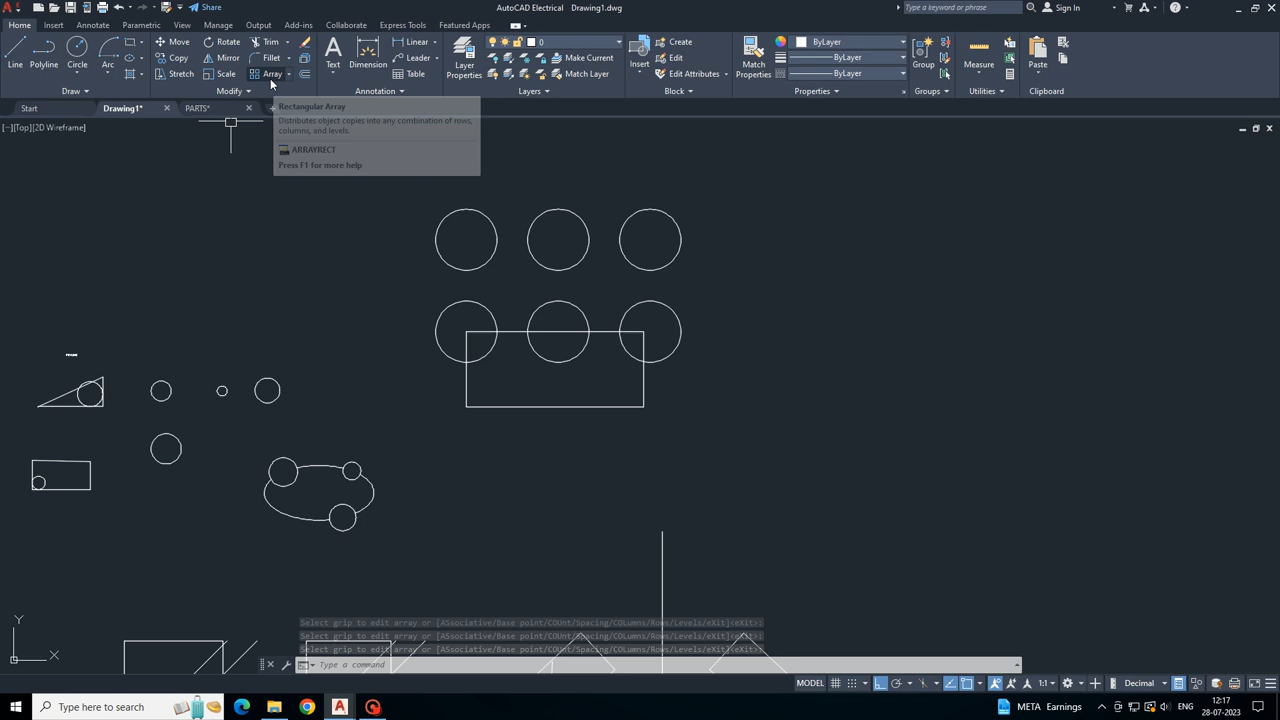 Share
AutoCAD Electrical Drawing1.dwg
Type a keyword or phrase
Sign In
Home Insert Annotate Parametric View Manage Output Add-ins Collaborate Express Tools Featured Apps
Line Polyline Circle Arc
Move Rotate Trim
Copy Mirror Fillet
Stretch Scale Array
Text Dimension
Linear
Leader
Table
Layer Properties
0
Make Current
Match Layer
Insert
Create
Edit
Edit Attributes
Match Properties
ByLayer
ByLayer
ByLayer
Group
Measure
Paste
Base
Draw Modify Annotation Layers Block Properties Groups Utilities Clipboard View
Start Drawing1* PARTS*
[−][Top][2D Wireframe]
Rectangular Array
Distributes object copies into any combination of rows,
columns, and levels.
ARRAYRECT
Press F1 for more help
Y
X
Select grip to edit array or [ASsociative/Base point/COUnt/Spacing/COLumns/Rows/Levels/eXit]<eXit>:
Select grip to edit array or [ASsociative/Base point/COUnt/Spacing/COLumns/Rows/Levels/eXit]<eXit>:
Select grip to edit array or [ASsociative/Base point/COUnt/Spacing/COLumns/Rows/Levels/eXit]<eXit>:
Type a command
MODEL 1:1 Decimal
Type here to search
META Earnings
ENG
12:17
28-07-2023